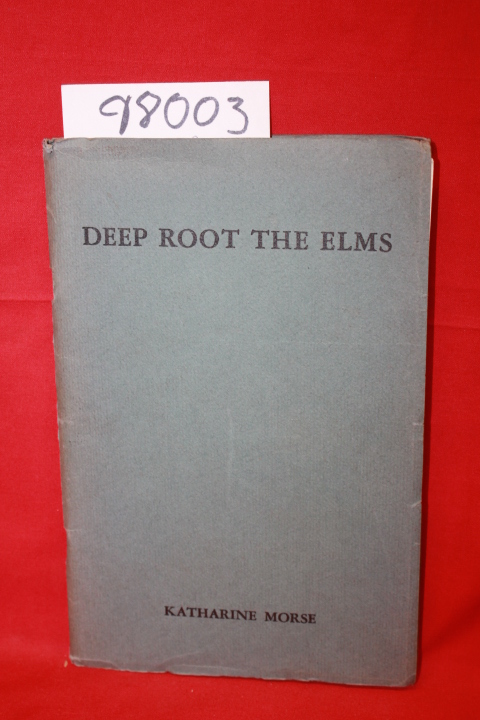 98003
DEEP ROOT THE ELMS
KATHARINE MORSE